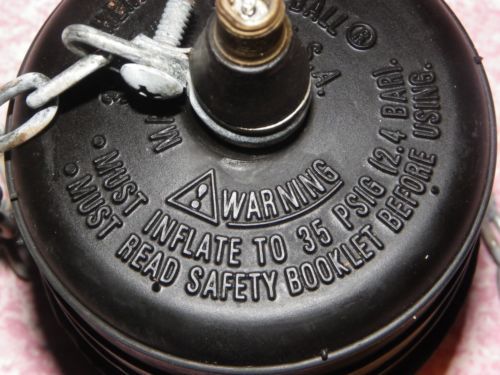 BALL®
U.S.A.
WARNING
• MUST INFLATE TO 35 PSIG (2.4 BAR).
• MUST READ SAFETY BOOKLET BEFORE USING.